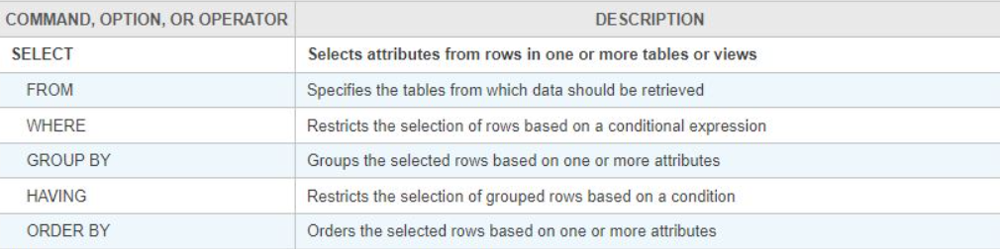 COMMAND, OPTION, OR OPERATOR DESCRIPTION
SELECT Selects attributes from rows in one or more tables or views
FROM Specifies the tables from which data should be retrieved
WHERE Restricts the selection of rows based on a conditional expression
GROUP BY Groups the selected rows based on one or more attributes
HAVING Restricts the selection of grouped rows based on a condition
ORDER BY Orders the selected rows based on one or more attributes